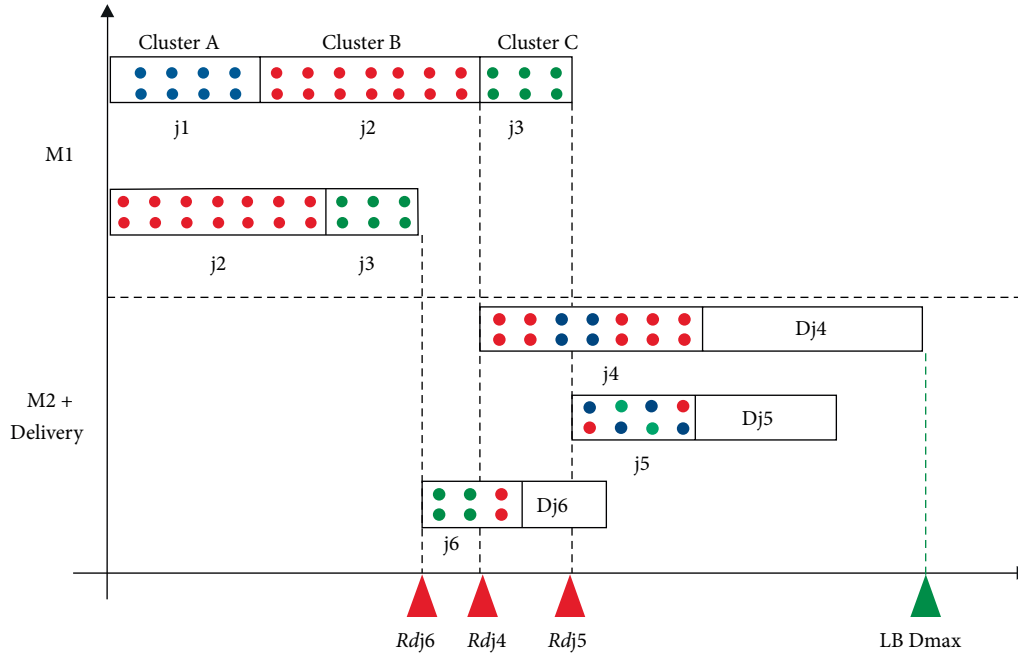 Cluster A
Cluster B
Cluster C
j1
j2
j3
M1
j2
j3
Dj4
j4
M2 +
Delivery
Dj5
j5
Dj6
j6
Rdj6
Rdj4
Rdj5
LB Dmax